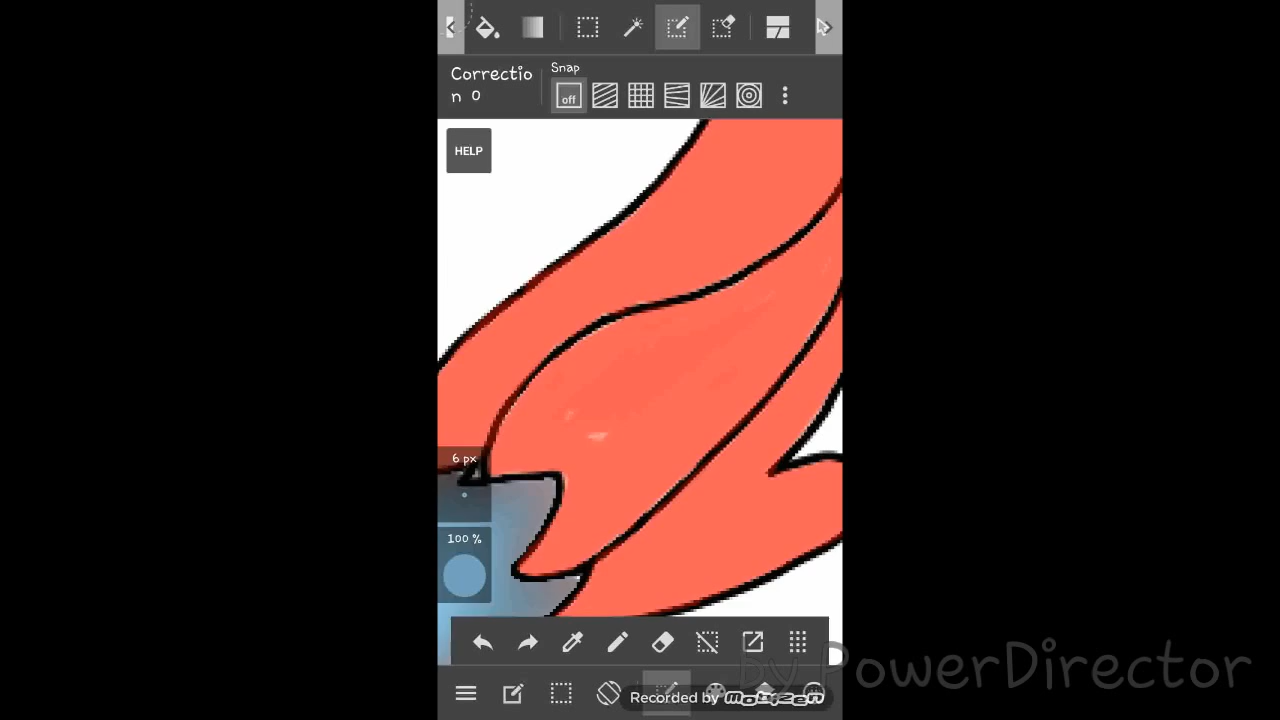 Snap
Correctio
n 0
off
HELP
6 px
100 %
by PowerDirector
Recorded by MOBIZEN